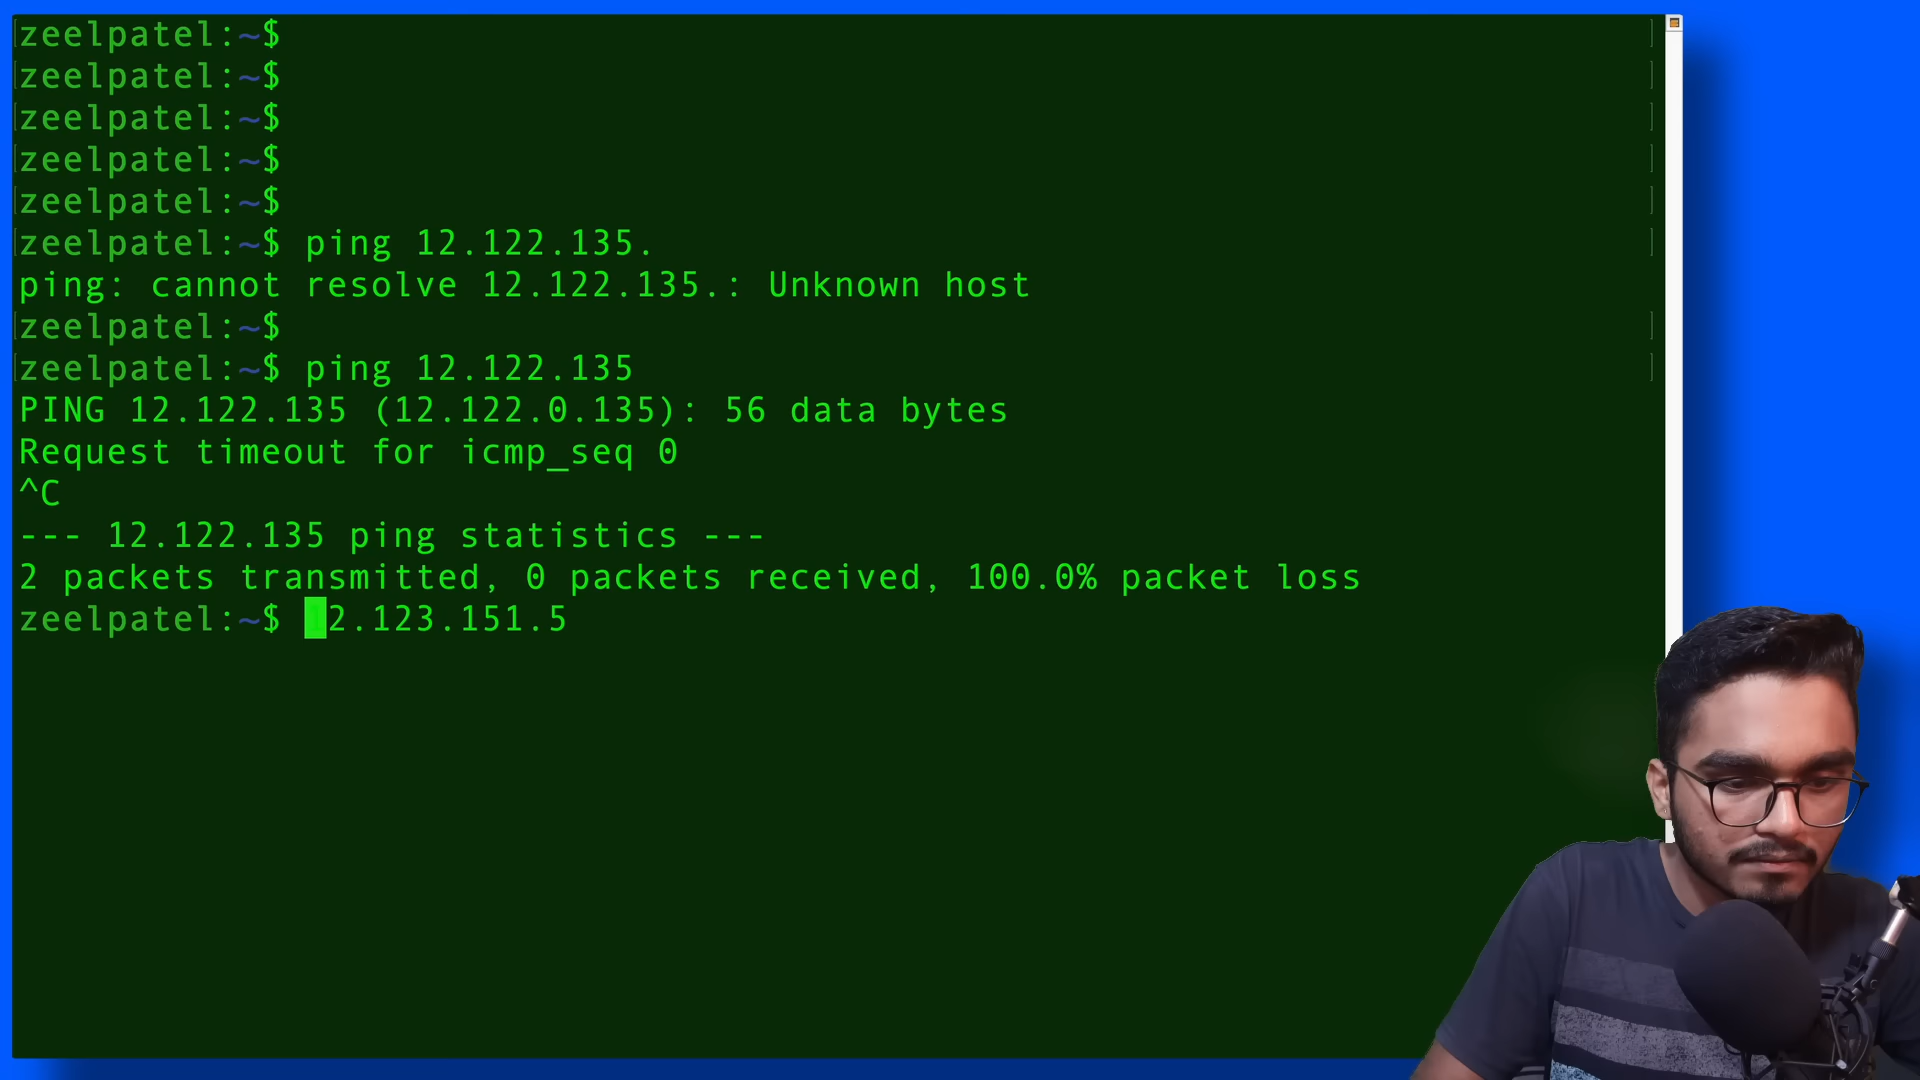 zeelpatel:~$
zeelpatel:~$
zeelpatel:~$
zeelpatel:~$
zeelpatel:~$
zeelpatel:~$ ping 12.122.135.
ping: cannot resolve 12.122.135.: Unknown host
zeelpatel:~$
zeelpatel:~$ ping 12.122.135
PING 12.122.135 (12.122.0.135): 56 data bytes
Request timeout for icmp_seq 0
^C
--- 12.122.135 ping statistics ---
2 packets transmitted, 0 packets received, 100.0% packet loss
zeelpatel:~$ 12.123.151.5